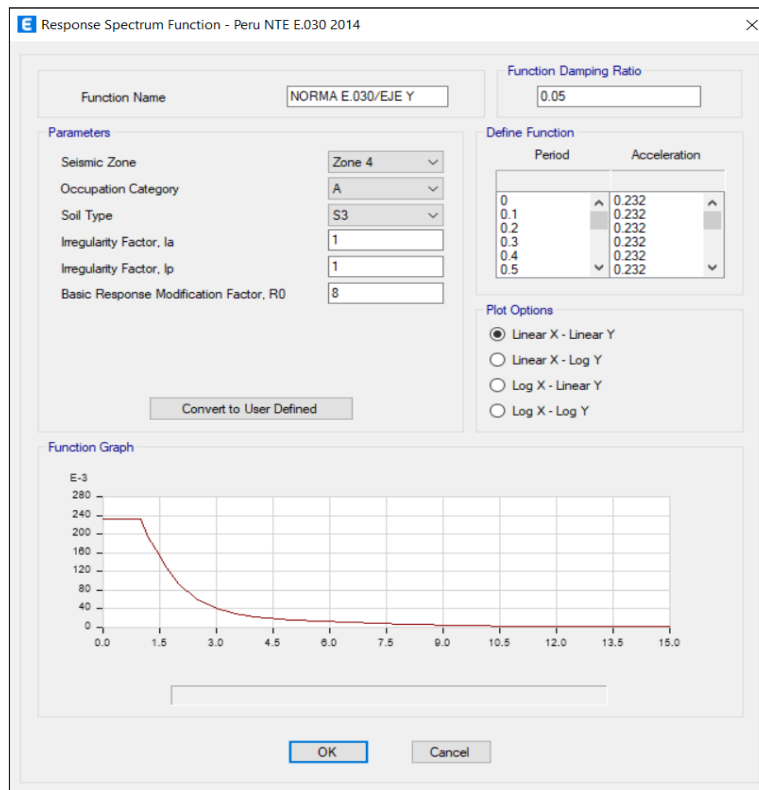 E Response Spectrum Function - Peru NTE E.030 2014
Function Name NORMA E.030/EJE Y
Function Damping Ratio
0.05
Parameters
Seismic Zone Zone 4
Occupation Category A
Soil Type S3
Irregularity Factor, Ia 1
Irregularity Factor, Ip 1
Basic Response Modification Factor, R0 8
Convert to User Defined
Define Function
Period Acceleration
0 0.232
0.1 0.232
0.2 0.232
0.3 0.232
0.4 0.232
0.5 0.232
Plot Options
Linear X - Linear Y
Linear X - Log Y
Log X - Linear Y
Log X - Log Y
Function Graph
E-3
280
240
200
160
120
80
40
0
0.0 1.5 3.0 4.5 6.0 7.5 9.0 10.5 12.0 13.5 15.0
OK Cancel